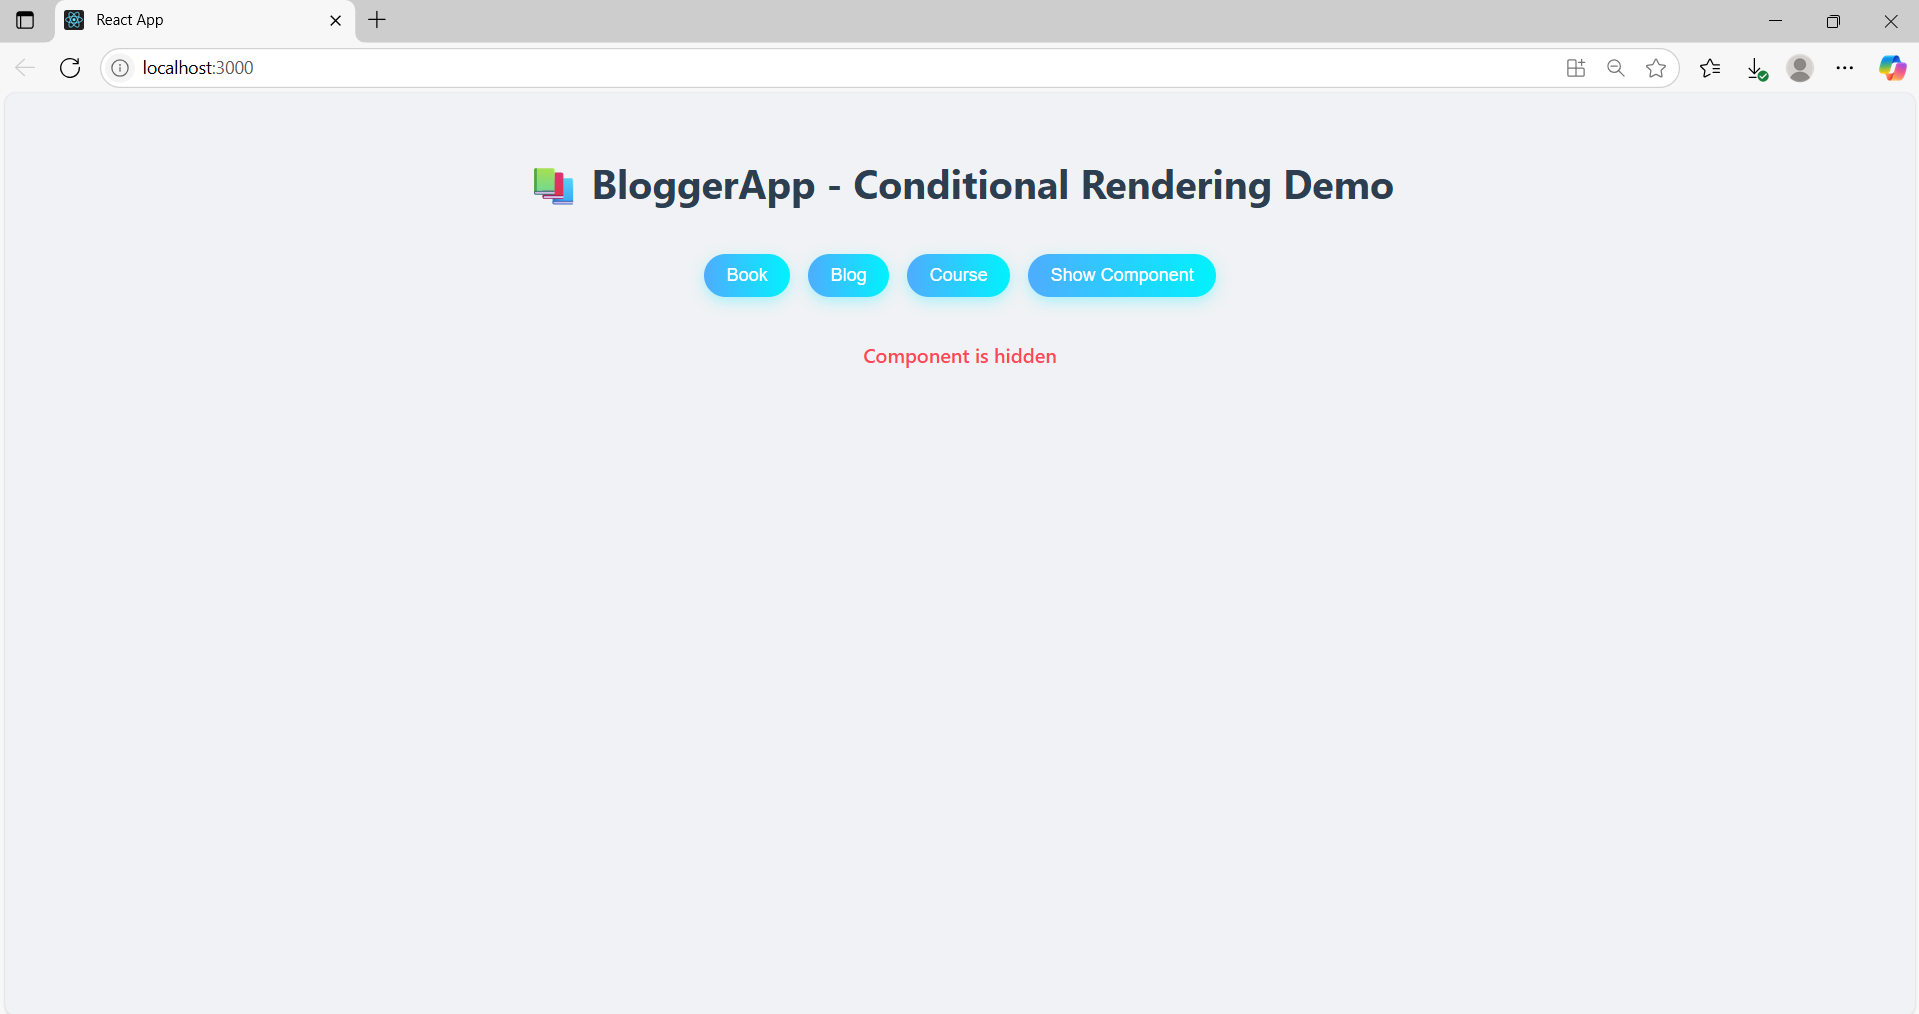 React App
localhost:3000
BloggerApp - Conditional Rendering Demo
Book Blog Course Show Component
Component is hidden